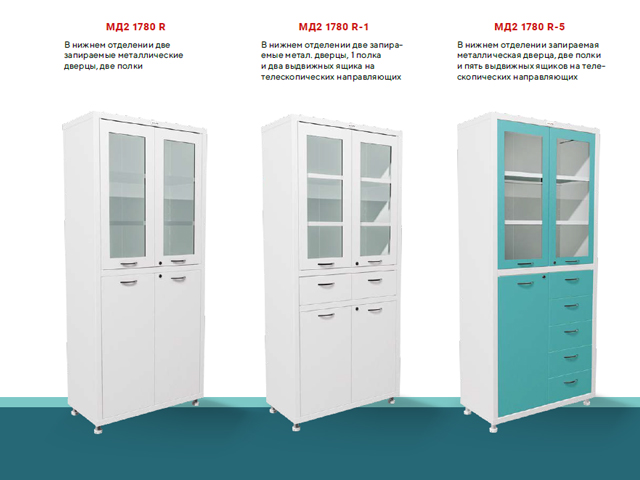 МД2 1780 R
В нижнем отделении две
запираемые металлические
дверцы, две полки
МД2 1780 R-1
В нижнем отделении две запира-
емые метал. дверцы, 1 полка
и два выдвижных ящика на
телескопических направляющих
МД2 1780 R-5
В нижнем отделении запираемая
металлическая дверца, две полки
и пять выдвижных ящиков на теле-
скопических направляющих